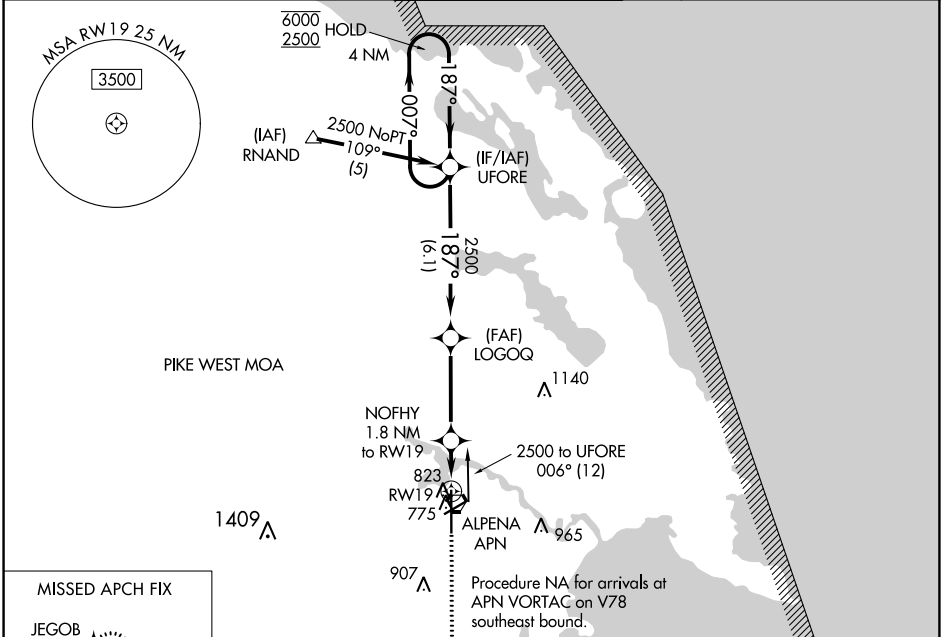 MSA RW19 25 NM
3500
6000
2500
HOLD
4 NM
187°
007°
(IAF)
RNAND
2500 NoPT
109°
(5)
(IF/IAF)
UFORE
2500
187°
(6.1)
(FAF)
LOGOQ
PIKE WEST MOA
1140
NOFHY
1.8 NM
to RW19
2500 to UFORE
006° (12)
823
RW19
775
ALPENA
APN
965
1409
907
Procedure NA for arrivals at
APN VORTAC on V78
southeast bound.
MISSED APCH FIX
JEGOB